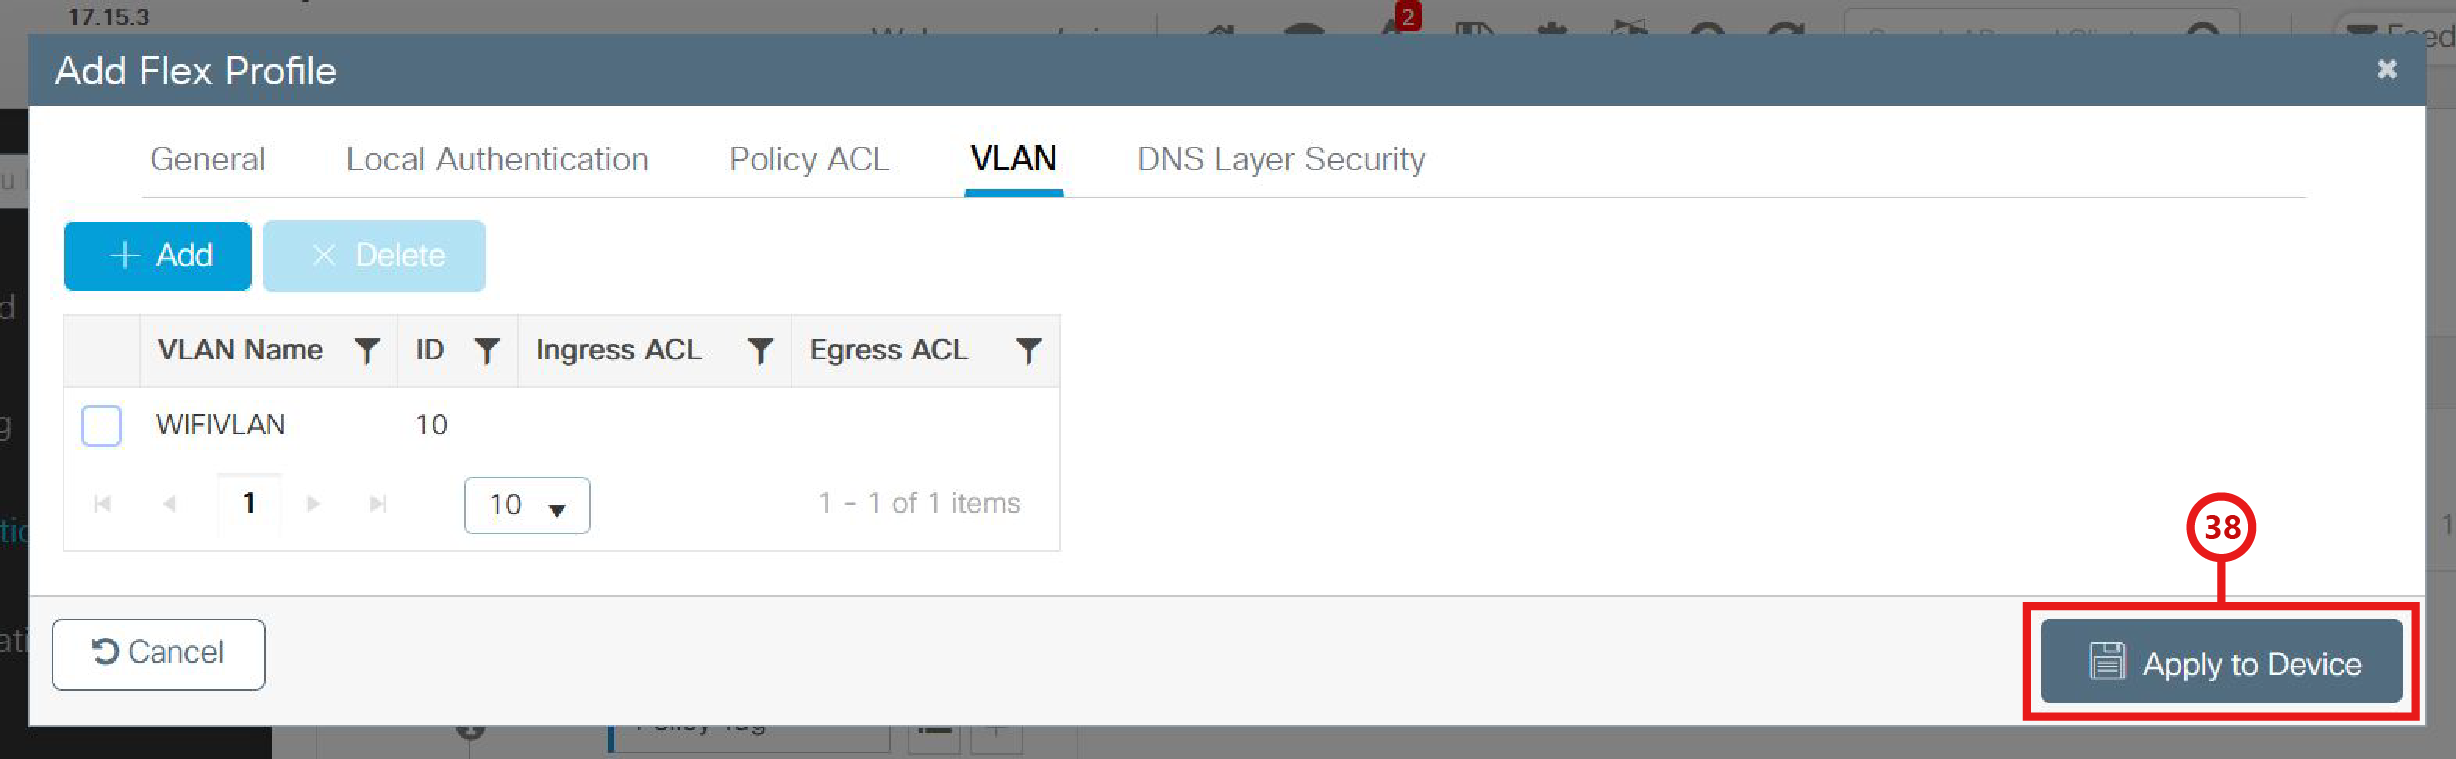 17.15.3
2
Add Flex Profile
General Local Authentication Policy ACL VLAN DNS Layer Security
Add Delete
VLAN Name ID Ingress ACL Egress ACL
WIFIVLAN 10
1 10 1 - 1 of 1 items
38
Cancel
Apply to Device